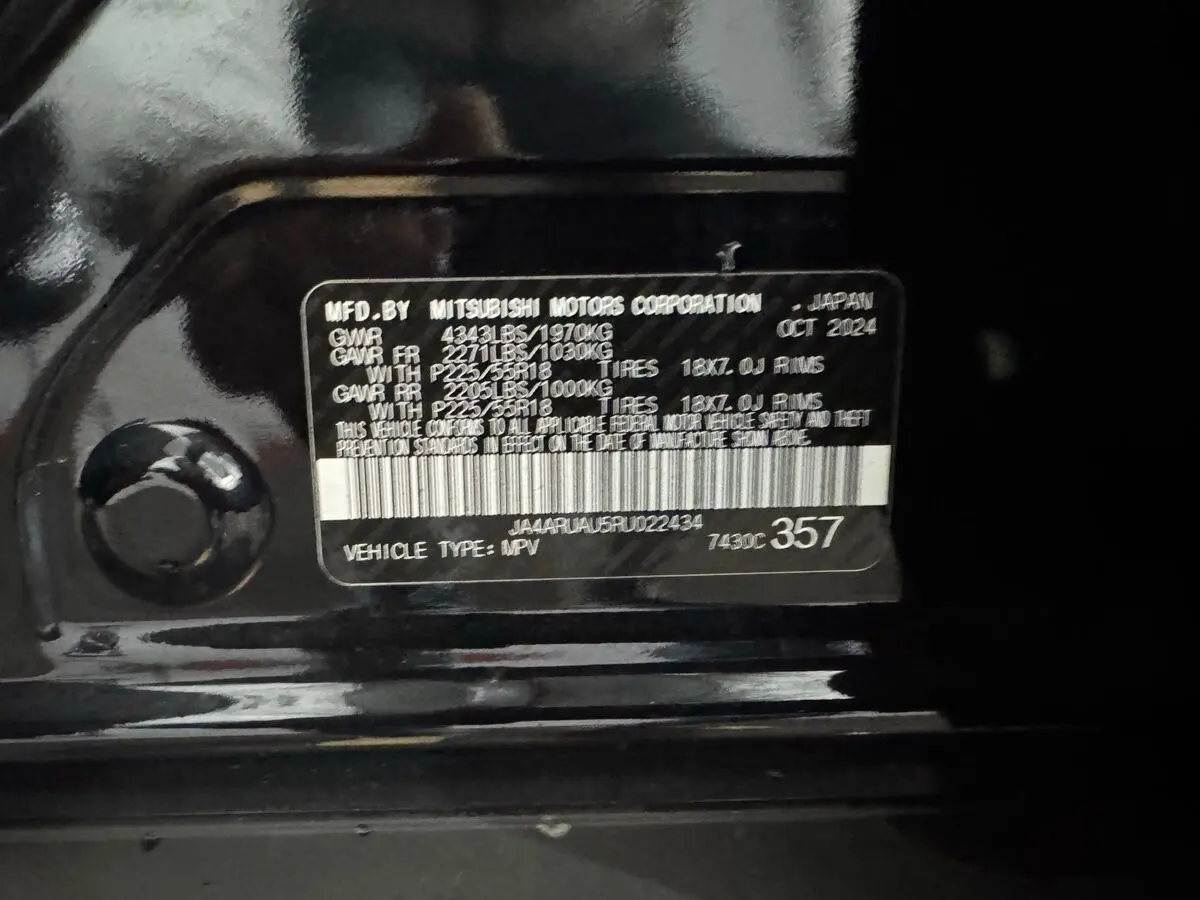 MFD.BY MITSUBISHI MOTORS CORPORATION .JAPAN
GVWR 4343LBS/1970KG OCT 2024
GAWR FR 2271LBS/1030KG
WITH P225/55R18 TIRES 18X7.0J RIMS
GAWR RR 2205LBS/1000KG
WITH P225/55R18 TIRES 18X7.0J RIMS
THIS VEHICLE CONFORMS TO ALL APPLICABLE FEDERAL MOTOR VEHICLE SAFETY AND THEFT
PREVENTION STANDARDS IN EFFECT ON THE DATE OF MANUFACTURE SHOWN ABOVE.
JA4ARUAU5RU022434
VEHICLE TYPE: MPV 7430C 357